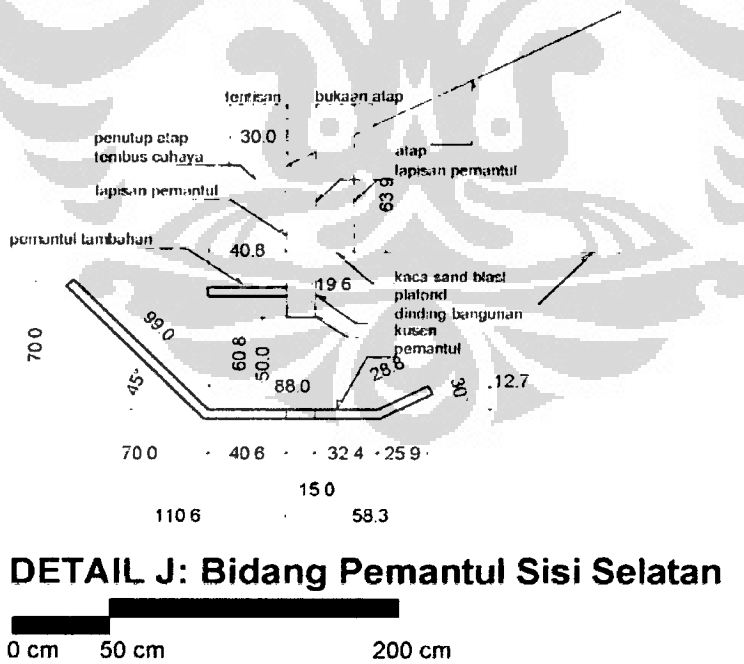 tentisan bukaan atap
30.0
penutup atap
tembus cahaya
atap
lapisan pemantul
lapisan pemantul
63.9
pemantul tambahan
40.8
19.6
kaca sand blast
plafond
dinding bangunan
kusen
pemantul
70.0
99.0
45°
60.8
50.0
88.0
28.6
30°
12.7
70.0 40.6 32.4 25.9
15.0
110.6 58.3
DETAIL J: Bidang Pemantul Sisi Selatan
0 cm 50 cm 200 cm